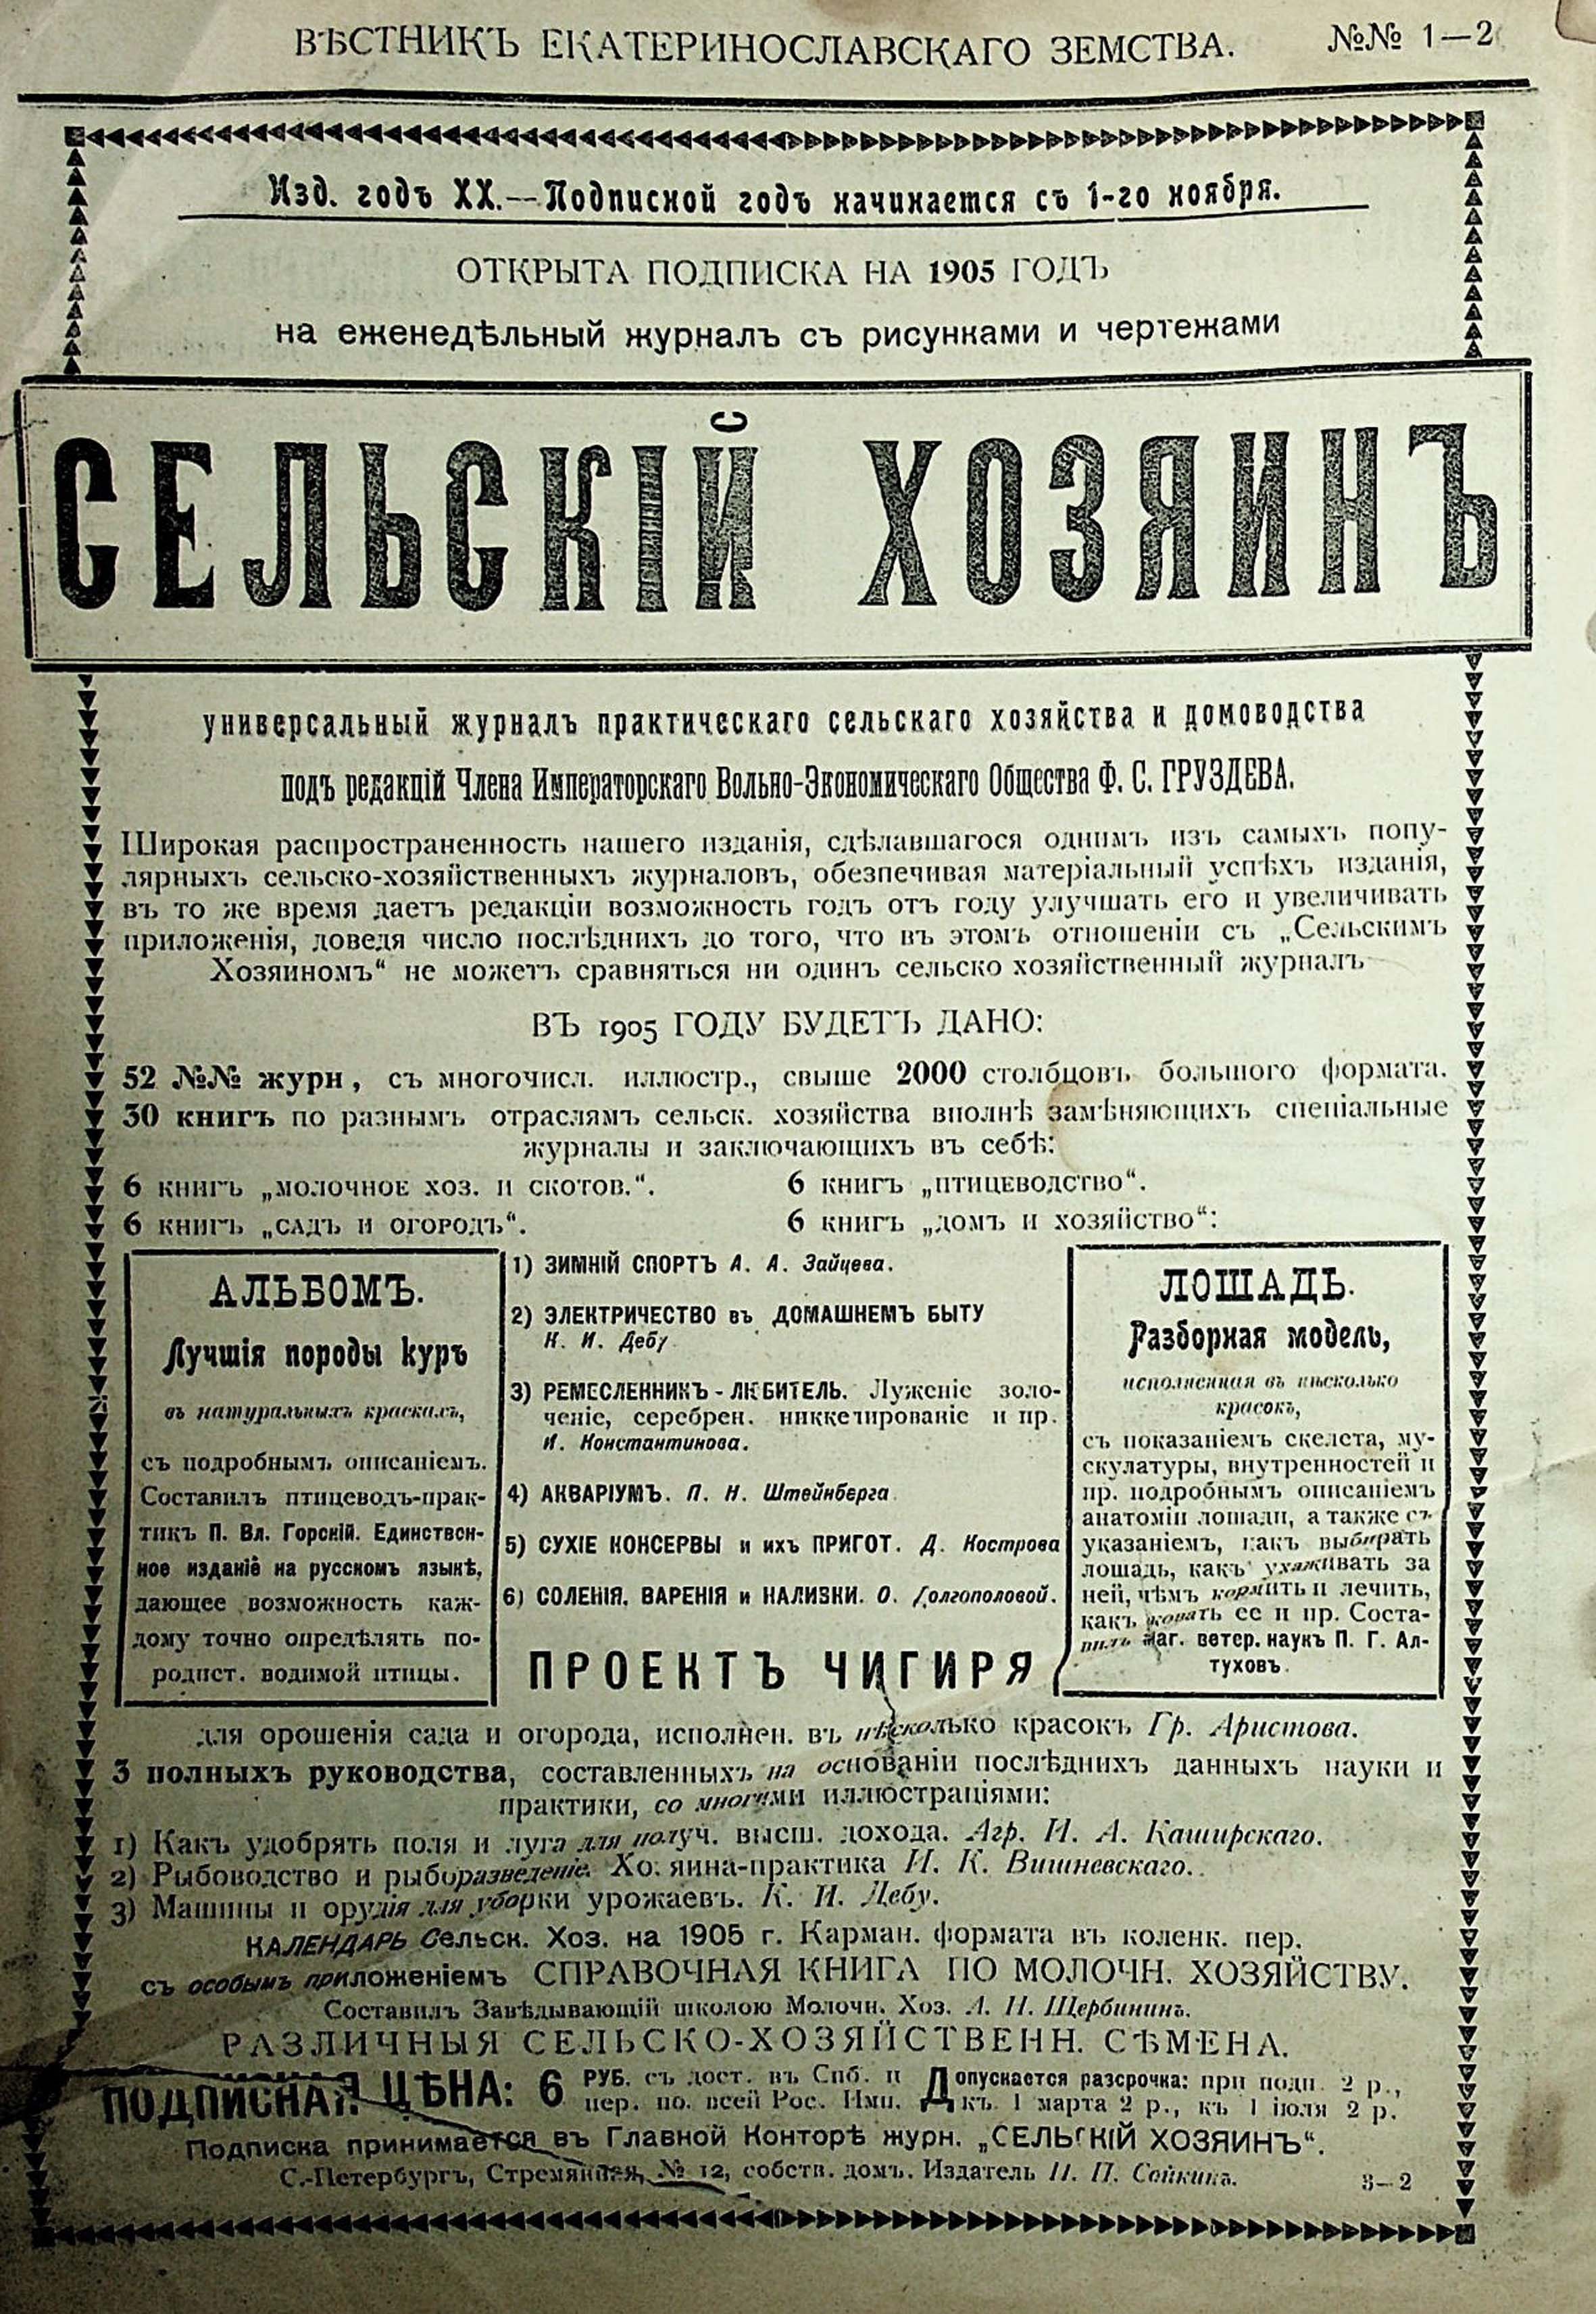 ВѢСТНИКЪ ЕКАТЕРИНОСЛАВСКАГО ЗЕМСТВА. №№ 1—2
Изд. годъ XX.—Подписной годъ начинается съ 1-го ноября.
ОТКРЫТА ПОДПИСКА НА 1905 ГОДЪ
на еженедѣльный журналъ съ рисунками и чертежами
СЕЛЬСКІЙ ХОЗЯИНЪ
универсальный журналъ практическаго сельскаго хозяйства и домоводства
подъ редакцій Члена Императорскаго Вольно-Экономическаго Общества Ф. С. ГРУЗДЕВА.
Широкая распространенность нашего изданія, сдѣлавшагося однимъ изъ самыхъ попу-
лярныхъ сельско-хозяйственныхъ журналовъ, обезпечивая матеріальный успѣхъ изданія,
въ то же время даетъ редакціи возможность годъ отъ году улучшать его и увеличивать
приложенія, доведя число послѣднихъ до того, что въ этомъ отношеніи съ „Сельскимъ
Хозяиномъ“ не можетъ сравняться ни одинъ сельско хозяйственный журналъ
ВЪ 1905 ГОДУ БУДЕТЪ ДАНО:
52 №№ журн, съ многочисл. иллюстр., свыше 2000 столбцовъ большого формата.
30 книгъ по разнымъ отраслямъ сельск. хозяйства вполнѣ замѣняющихъ спеціальные
журналы и заключающихъ въ себѣ:
6 книгъ „МОЛОЧНОЕ ХОЗ. И СКОТОВ.“. 6 книгъ „ПТИЦЕВОДСТВО“.
6 книгъ „САДЪ И ОГОРОДЪ“. 6 книгъ „ДОМЪ И ХОЗЯЙСТВО“:
АЛЬБОМЪ.
Лучшія породы куръ
въ натуральныхъ краскахъ,
съ подробнымъ описаніемъ.
Составилъ птицеводъ-прак-
тикъ П. Вл. Горскій. Единствен-
ное изданіе на русскомъ языкѣ,
дающее возможность каж-
дому точно опредѣлять по-
родист. водимой птицы.
1) ЗИМНІЙ СПОРТЪ А. А. Зайцева.
2) ЭЛЕКТРИЧЕСТВО въ ДОМАШНЕМЪ БЫТУ
Н. И. Дебу
3) РЕМЕСЛЕННИКЪ-ЛЮБИТЕЛЬ. Луженіе золо-
ченіе, серебрен. никкелированіе и пр.
И. Константинова.
4) АКВАРІУМЪ. П. Н. Штейнберга.
5) СУХІЕ КОНСЕРВЫ и ихъ ПРИГОТ. Д. Кострова
6) СОЛЕНІЯ, ВАРЕНІЯ и НАЛИВКИ. О. Долгополовой.
ЛОШАДЬ.
Разборная модель,
исполненная въ нѣсколько
красокъ,
съ показаніемъ скелета, му-
скулатуры, внутренностей и
пр. подробнымъ описаніемъ
анатоміи лошади, а также съ
указаніемъ, какъ выбирать
лошадь, какъ ухаживать за
ней, чѣмъ кормить и лечить,
какъ ковать ее и пр. Соста-
вилъ маг. ветер. наукъ П. Г. Ал-
туховъ.
ПРОЕКТЪ ЧИГИРЯ
для орошенія сада и огорода, исполнен. въ нѣсколько красокъ Гр. Аристова.
3 полныхъ руководства, составленныхъ на основаніи послѣднихъ данныхъ науки и
практики, со многими иллюстраціями:
1) Какъ удобрять поля и луга для получ. высш. дохода. Агр. И. А. Каширскаго.
2) Рыбоводство и рыборазведеніе. Хозяина-практика И. К. Вишневскаго.
3) Машины и орудія для уборки урожаевъ. К. И. Дебу.
КАЛЕНДАРЬ Сельск. Хоз. на 1905 г. Карман. формата въ коленк. пер.
съ особымъ приложеніемъ СПРАВОЧНАЯ КНИГА ПО МОЛОЧН. ХОЗЯЙСТВУ.
Составилъ Завѣдывающій школою Молочн. Хоз. А. Н. Щербининъ.
РАЗЛИЧНЫЯ СЕЛЬСКО-ХОЗЯЙСТВЕНН. СѢМЕНА.
ПОДПИСНАЯ ЦѢНА: 6 РУБ. съ дост. въ Спб. и пер. по. всей Рос. Имп. Допускается разсрочка: при подп. 2 р., къ 1 марта 2 р., къ 1 іюля 2 р.
Подписка принимается въ Главной Конторѣ журн. „СЕЛЬСКІЙ ХОЗЯИНЪ“.
С.-Петербургъ, Стремянная, № 12, собств. домъ. Издатель П. П. Сойкинъ. 3—2